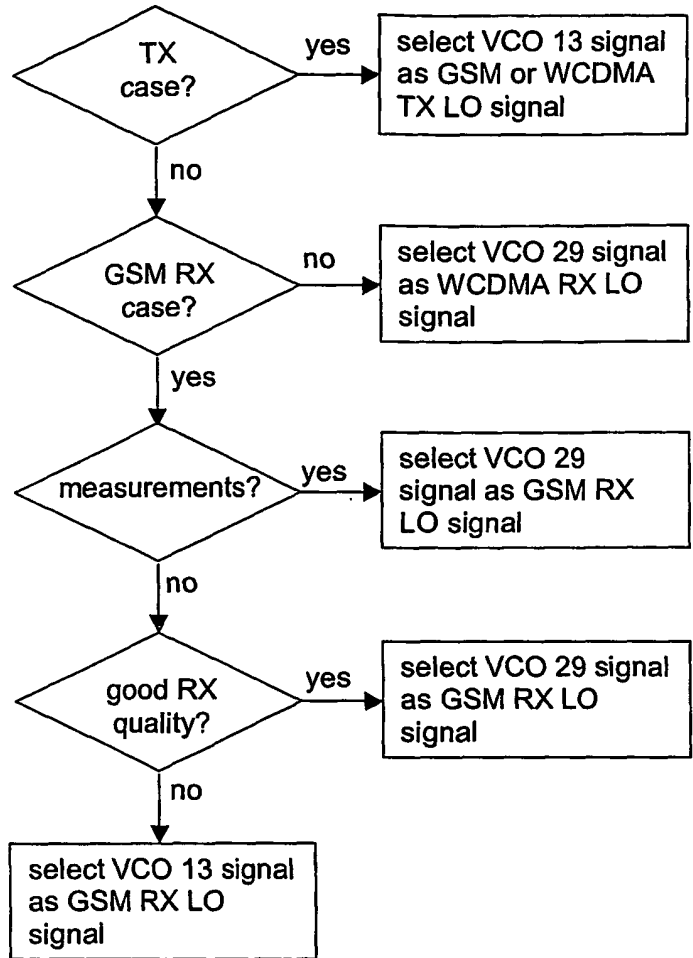 TX
case?
yes
select VCO 13 signal
as GSM or WCDMA
TX LO signal
no
GSM RX
case?
no
select VCO 29 signal
as WCDMA RX LO
signal
yes
measurements?
yes
select VCO 29
signal as GSM RX
LO signal
no
good RX
quality?
yes
select VCO 29 signal
as GSM RX LO
signal
no
select VCO 13 signal
as GSM RX LO
signal